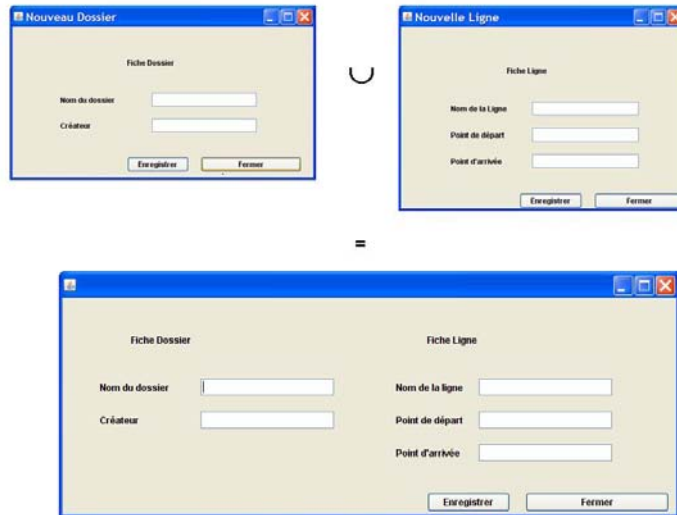 Nouveau Dossier
Fiche Dossier
Nom du dossier
Créateur
Enregistrer Fermer
∪
Nouvelle Ligne
Fiche Ligne
Nom de la Ligne
Point de départ
Point d'arrivée
Enregistrer Fermer
=
Fiche Dossier Fiche Ligne
Nom du dossier Nom de la ligne
Créateur Point de départ
Point d'arrivée
Enregistrer Fermer